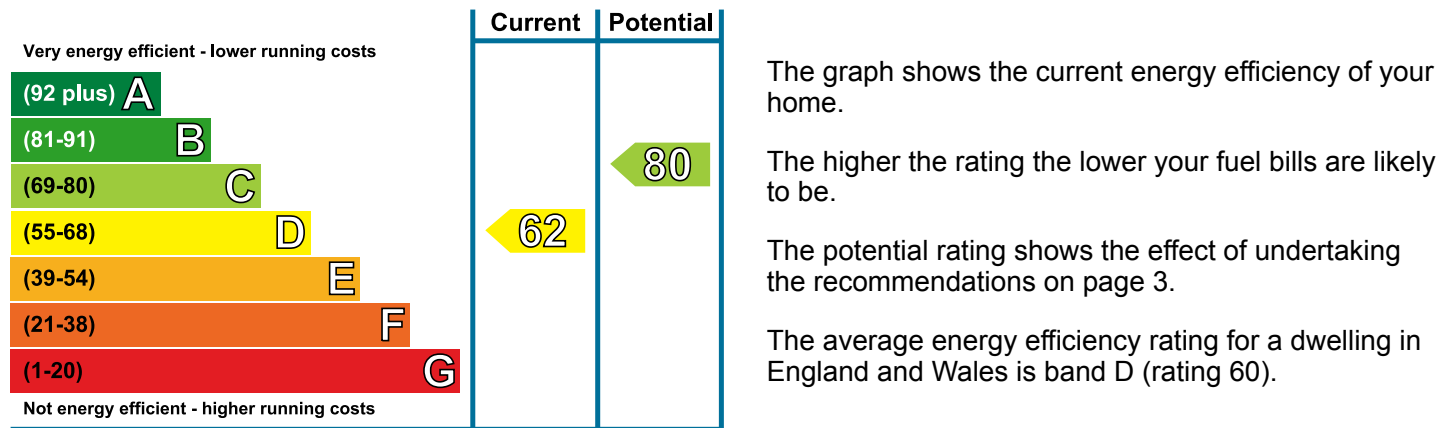 Current Potential
Very energy efficient - lower running costs
(92 plus) A
(81-91) B
(69-80) C
80
(55-68) D
62
(39-54) E
(21-38) F
(1-20) G
Not energy efficient - higher running costs
The graph shows the current energy efficiency of your
home.
The higher the rating the lower your fuel bills are likely
to be.
The potential rating shows the effect of undertaking
the recommendations on page 3.
The average energy efficiency rating for a dwelling in
England and Wales is band D (rating 60).